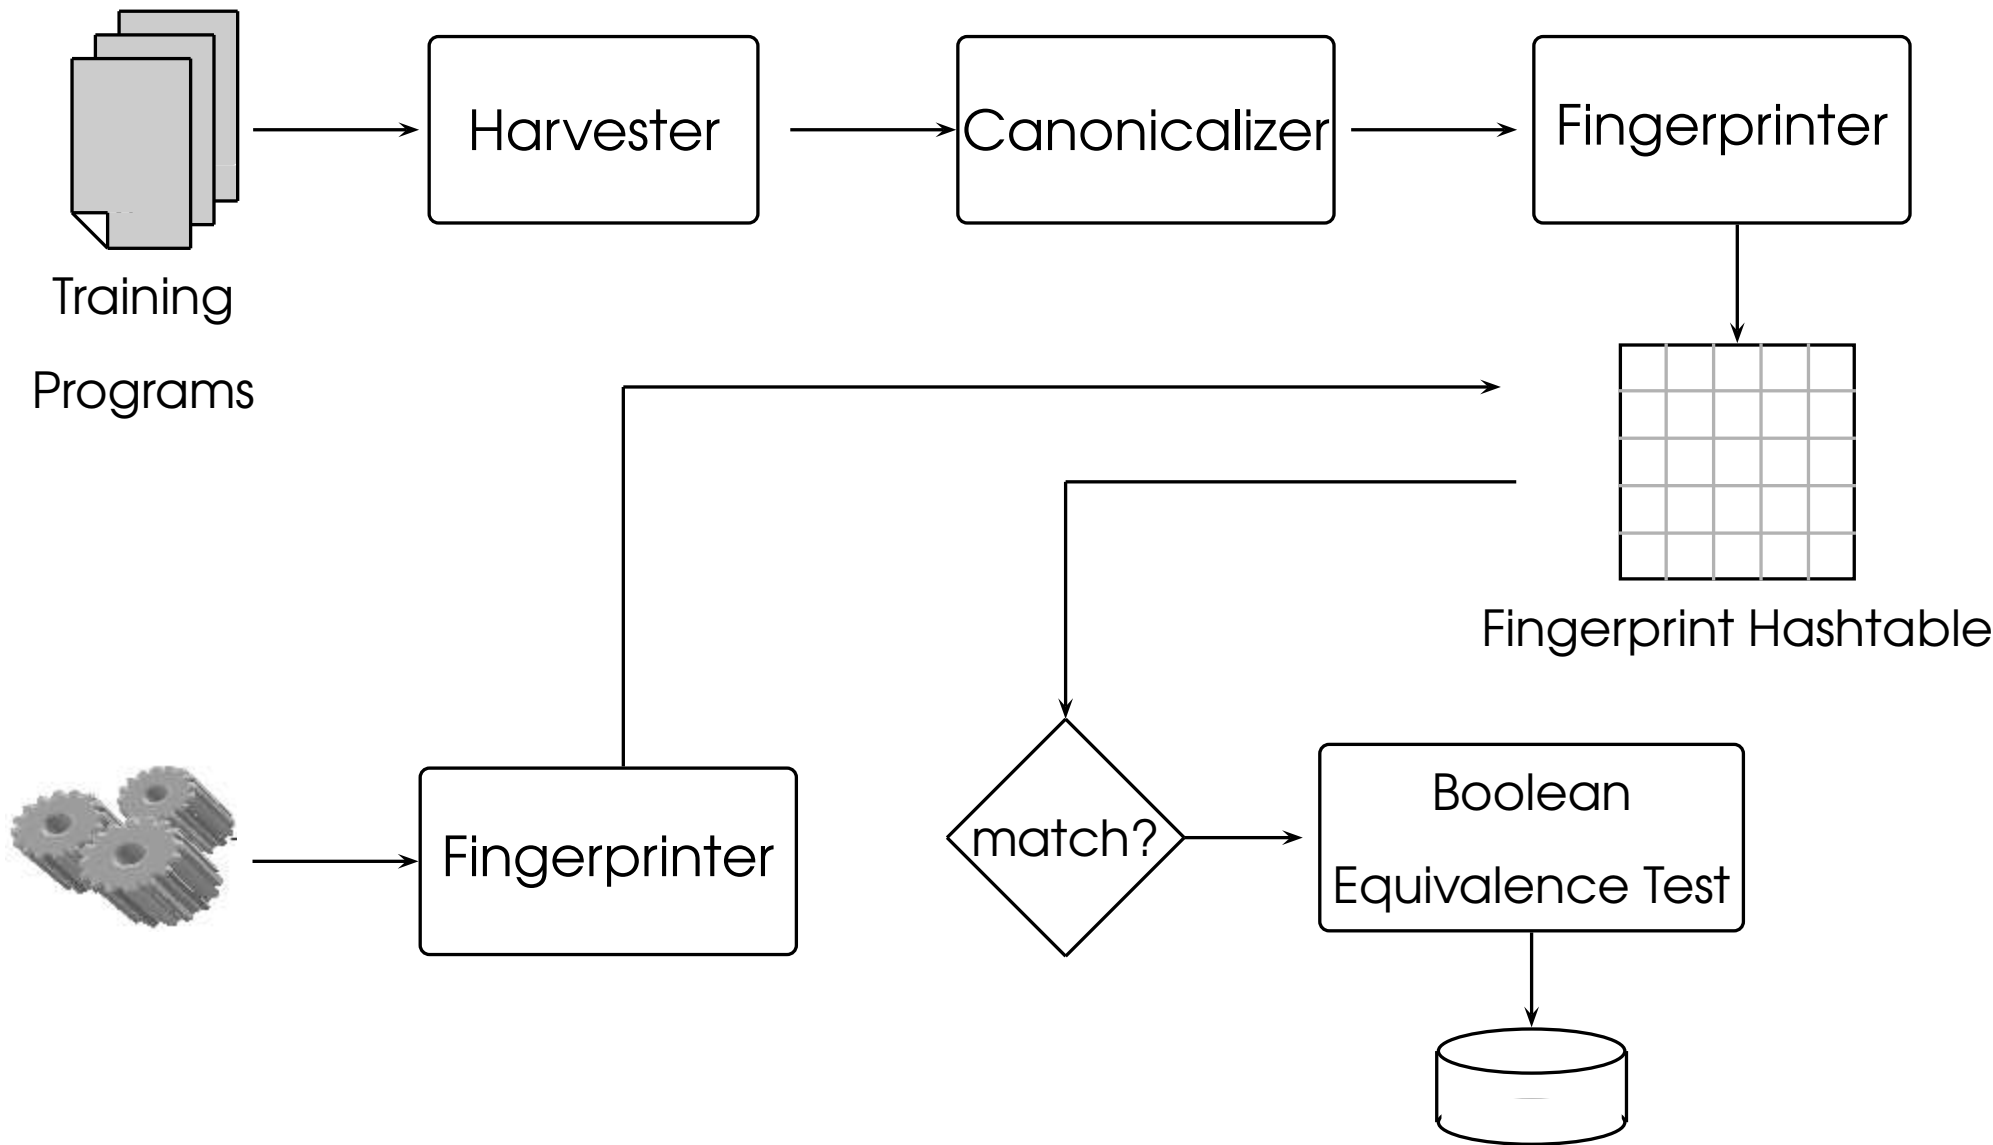 Harvester
Canonicalizer
Fingerprinter
Training
Programs
Fingerprint Hashtable
Fingerprinter
match?
Boolean
Equivalence Test